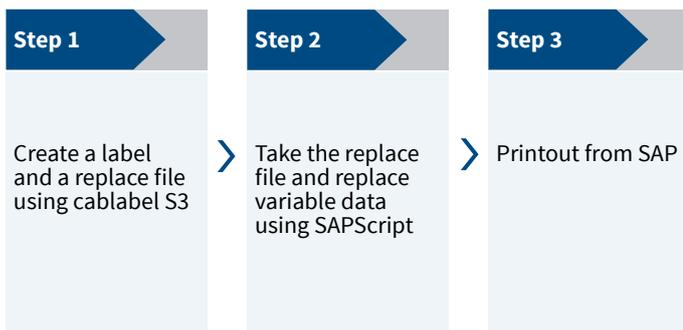 Step 1
Create a label
and a replace file
using cablabel S3
Step 2
Take the replace
file and replace
variable data
using SAPScript
Step 3
Printout from SAP